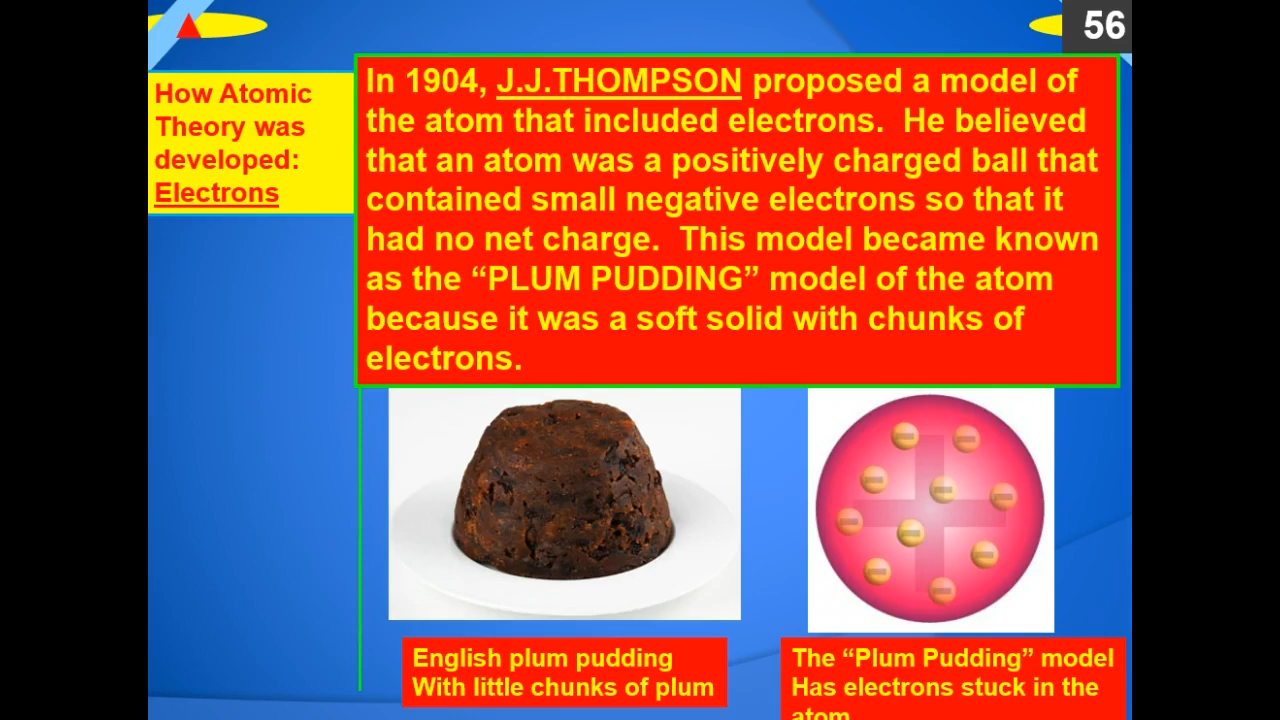 56
How Atomic
Theory was
developed:
Electrons
In 1904, J.J.THOMPSON proposed a model of
the atom that included electrons.  He believed
that an atom was a positively charged ball that
contained small negative electrons so that it
had no net charge.  This model became known
as the “PLUM PUDDING” model of the atom
because it was a soft solid with chunks of
electrons.
English plum pudding
With little chunks of plum
The “Plum Pudding” model
Has electrons stuck in the
atom